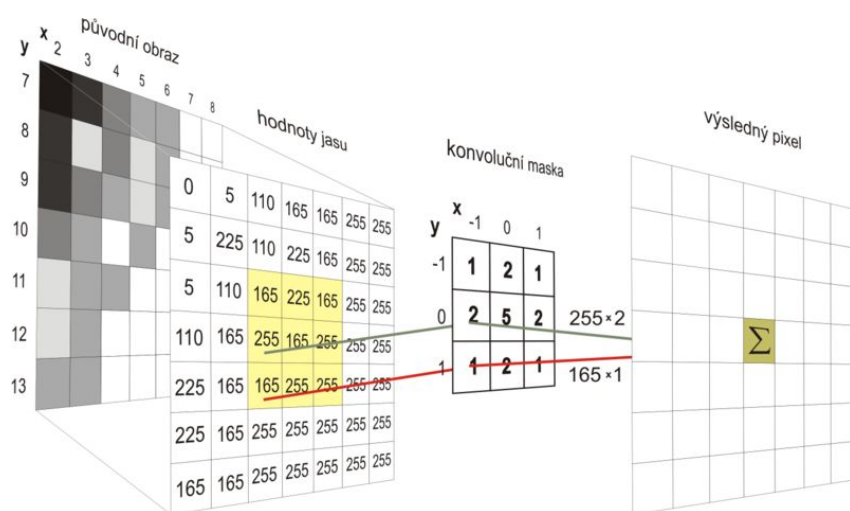 původní obraz
x 2 3 4 5 6 7 8
y
7
8
9
10
11
12
13
hodnoty jasu
0 5 110 165 165 255 255
5 225 110 225 165 255 255
5 110 165 225 165 255 255
110 165 255 165 255 255 255
225 165 165 255 255 255 255
225 165 255 255 255 255 255
165 165 255 255 255 255 255
konvoluční maska
x -1 0 1
y
-1 1 2 1
0 2 5 2
1 1 2 1
255×2
165×1
výsledný pixel
Σ